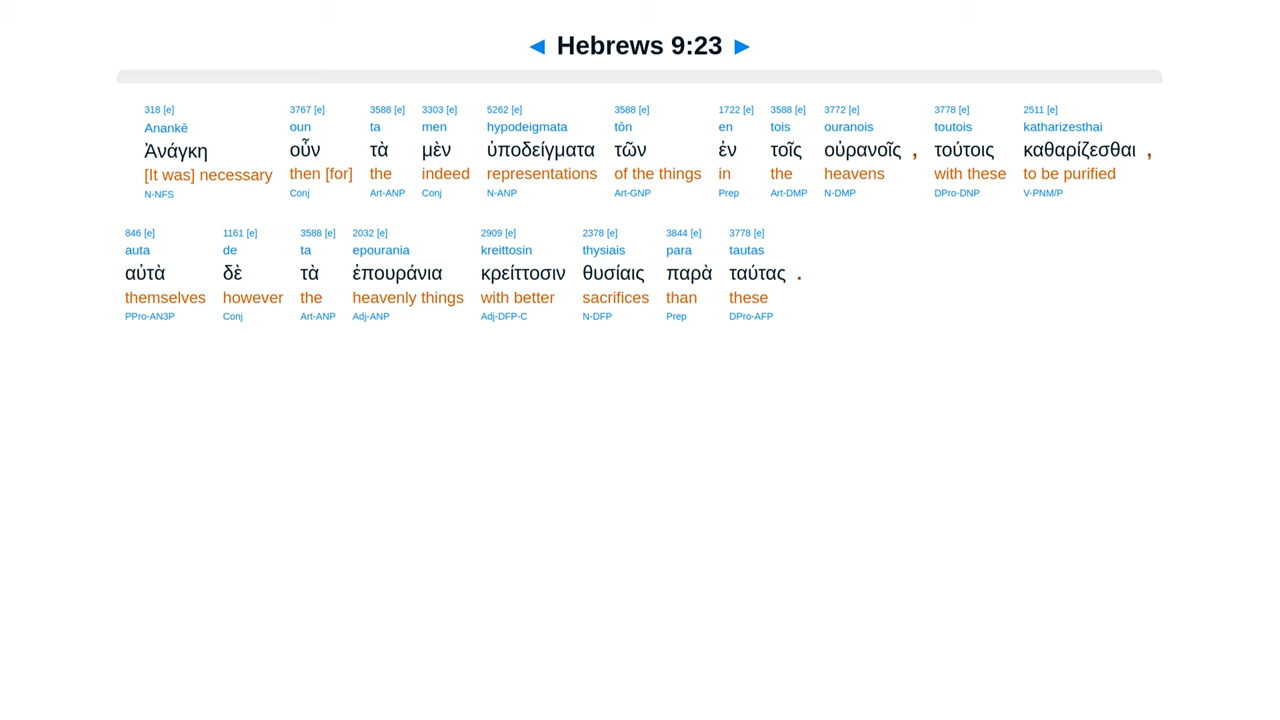 ◄ Hebrews 9:23 ►
318 [e] 3767 [e] 3588 [e] 3303 [e] 5262 [e] 3588 [e] 1722 [e] 3588 [e] 3772 [e] 3778 [e] 2511 [e]
Anankē oun ta men hypodeigmata tōn en tois ouranois toutois katharizesthai
Ἀνάγκη οὖν τὰ μὲν ὑποδείγματα τῶν ἐν τοῖς οὐρανοῖς , τούτοις καθαρίζεσθαι ,
[It was] necessary then [for] the indeed representations of the things in the heavens with these to be purified
N-NFS Conj Art-ANP Conj N-ANP Art-GNP Prep Art-DMP N-DMP DPro-DNP V-PNM/P
846 [e] 1161 [e] 3588 [e] 2032 [e] 2909 [e] 2378 [e] 3844 [e] 3778 [e]
auta de ta epourania kreittosin thysiais para tautas
αὐτὰ δὲ τὰ ἐπουράνια κρείττοσιν θυσίαις παρὰ ταύτας .
themselves however the heavenly things with better sacrifices than these
PPro-AN3P Conj Art-ANP Adj-ANP Adj-DFP-C N-DFP Prep DPro-AFP